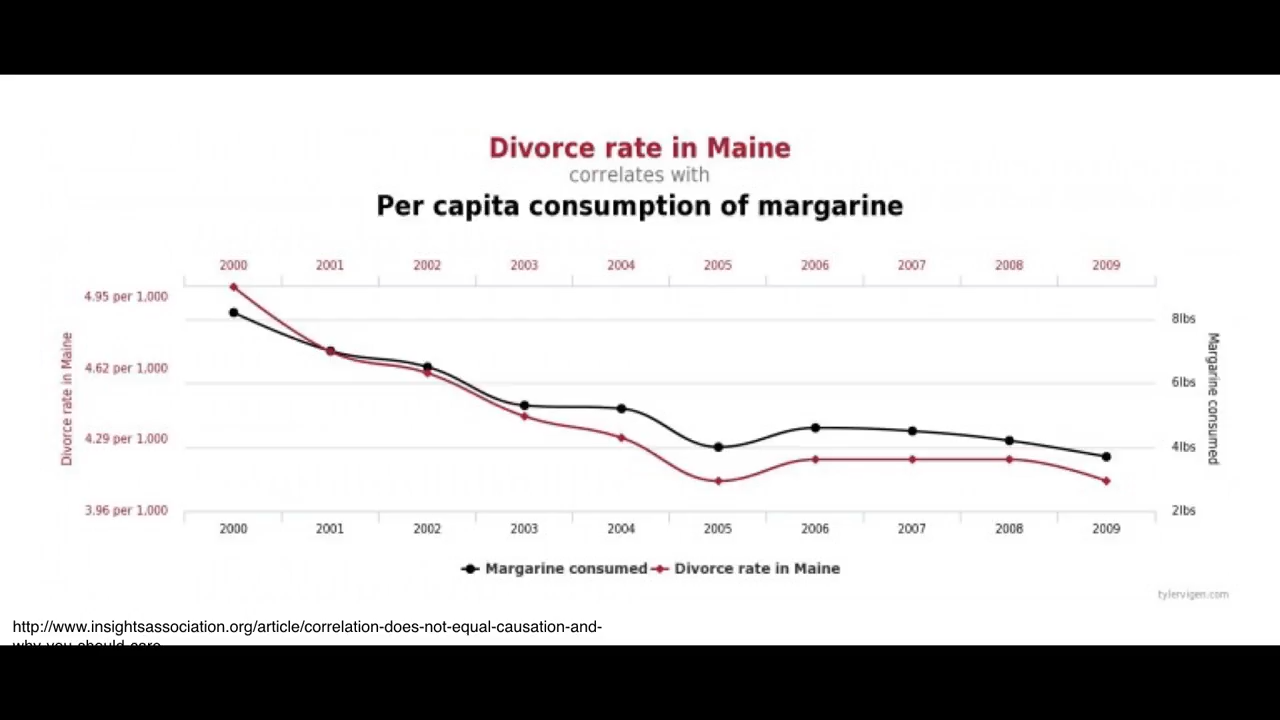 Divorce rate in Maine
correlates with
Per capita consumption of margarine
2000 2001 2002 2003 2004 2005 2006 2007 2008 2009
4.95 per 1,000
8lbs
4.62 per 1,000
6lbs
4.29 per 1,000
4lbs
3.96 per 1,000
2lbs
Divorce rate in Maine
Margarine consumed
2000 2001 2002 2003 2004 2005 2006 2007 2008 2009
Margarine consumed Divorce rate in Maine
tylervigen.com
http://www.insightsassociation.org/article/correlation-does-not-equal-causation-and-
why-you-should-care